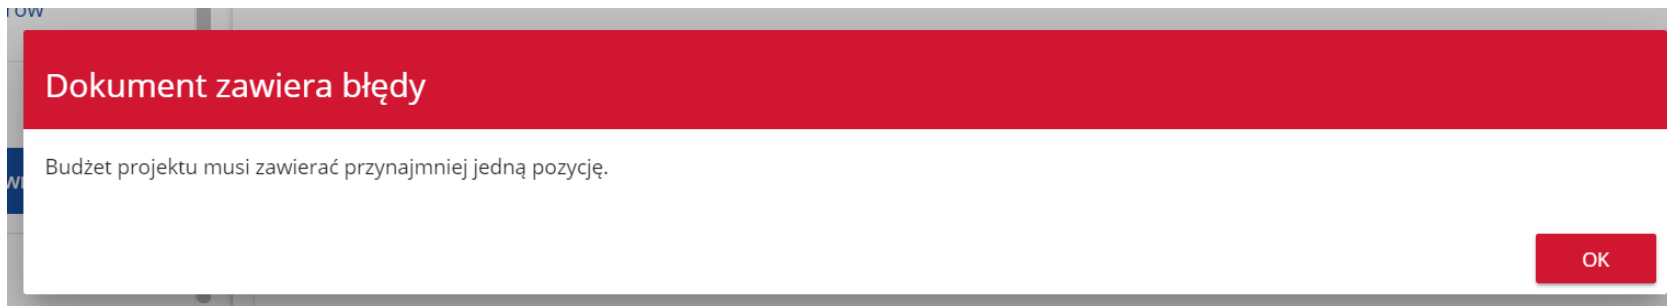 Dokument zawiera błędy
Budżet projektu musi zawierać przynajmniej jedną pozycję.
OK